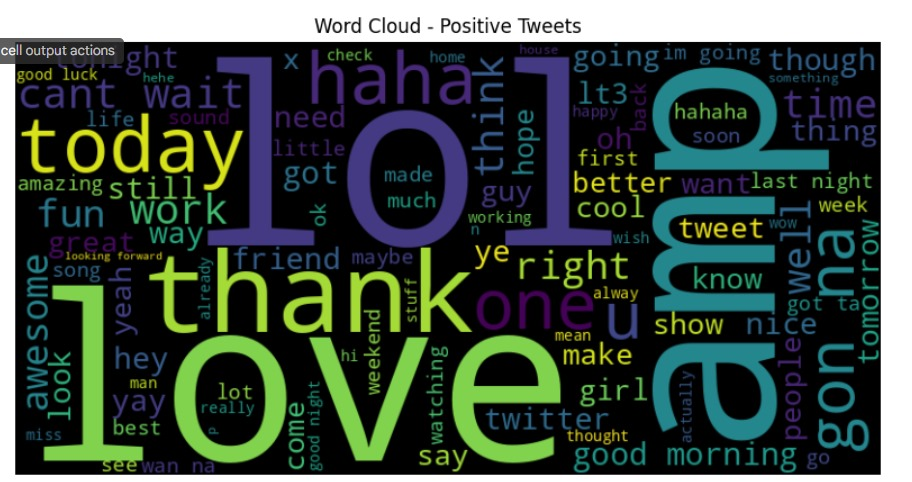 Word Cloud - Positive Tweets
cell output actions
tonight
good luck
hehe
cant wait
life
sound
today
amazing
still
fun
work
way
great
looking forward
song
awesome
look
yeah
already
hey
man
yay
best
miss
see
wan na
lol
x
check
home
house
haha
need
little
got
made
much
ok
think
hope
guy
working
n
friend
maybe
thank
stuff
ye
right
one
alway
u
mean
make
love
hi
weekend
watching
lot
really
P
come
good night
say
twitter
girl
thought
good morning
going
im going
though
something
lt3
back
happy
oh
first
better
cool
wish
hahaha
soon
time
thing
want
last night
week
tweet
wow
well
know
amp
got ta
show
nice
people
actually
gon na
tomorrow
go